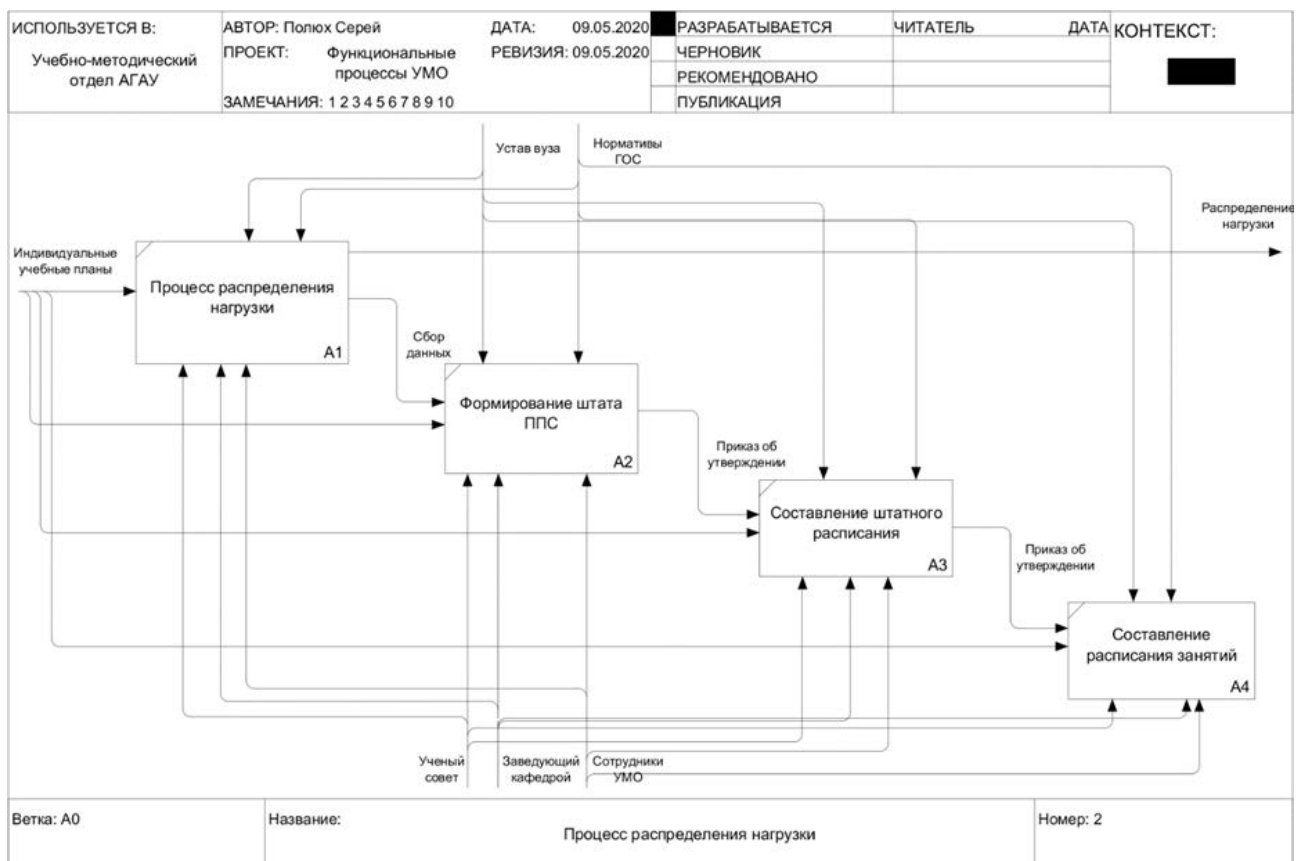 ИСПОЛЬЗУЕТСЯ В:
Учебно-методический
отдел АГАУ
АВТОР: Полюх Серей
ДАТА: 09.05.2020
ПРОЕКТ: Функциональные
процессы УМО
РЕВИЗИЯ: 09.05.2020
ЗАМЕЧАНИЯ: 1 2 3 4 5 6 7 8 9 10
РАЗРАБАТЫВАЕТСЯ
ЧЕРНОВИК
РЕКОМЕНДОВАНО
ПУБЛИКАЦИЯ
ЧИТАТЕЛЬ
ДАТА
КОНТЕКСТ:
Устав вуза
Нормативы
ГОС
Распределение
нагрузки
Индивидуальные
учебные планы
Процесс распределения
нагрузки
A1
Сбор
данных
Формирование штата
ППС
A2
Приказ об
утверждении
Составление штатного
расписания
A3
Приказ об
утверждении
Составление
расписания занятий
A4
Ученый
совет
Заведующий
кафедрой
Сотрудники
УМО
Ветка: A0
Название:
Процесс распределения нагрузки
Номер: 2